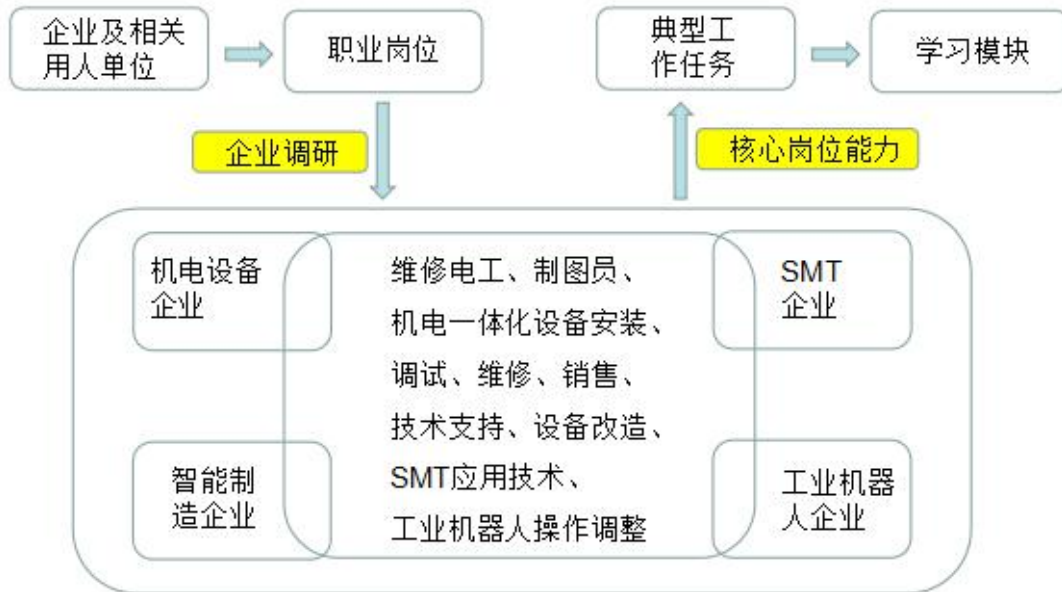 企业及相关
用人单位
职业岗位
典型工
作任务
学习模块
企业调研
核心岗位能力
机电设备
企业
维修电工、制图员、
机电一体化设备安装、
调试、维修、销售、
技术支持、设备改造、
SMT应用技术、
工业机器人操作调整
SMT
企业
智能制
造企业
工业机器
人企业